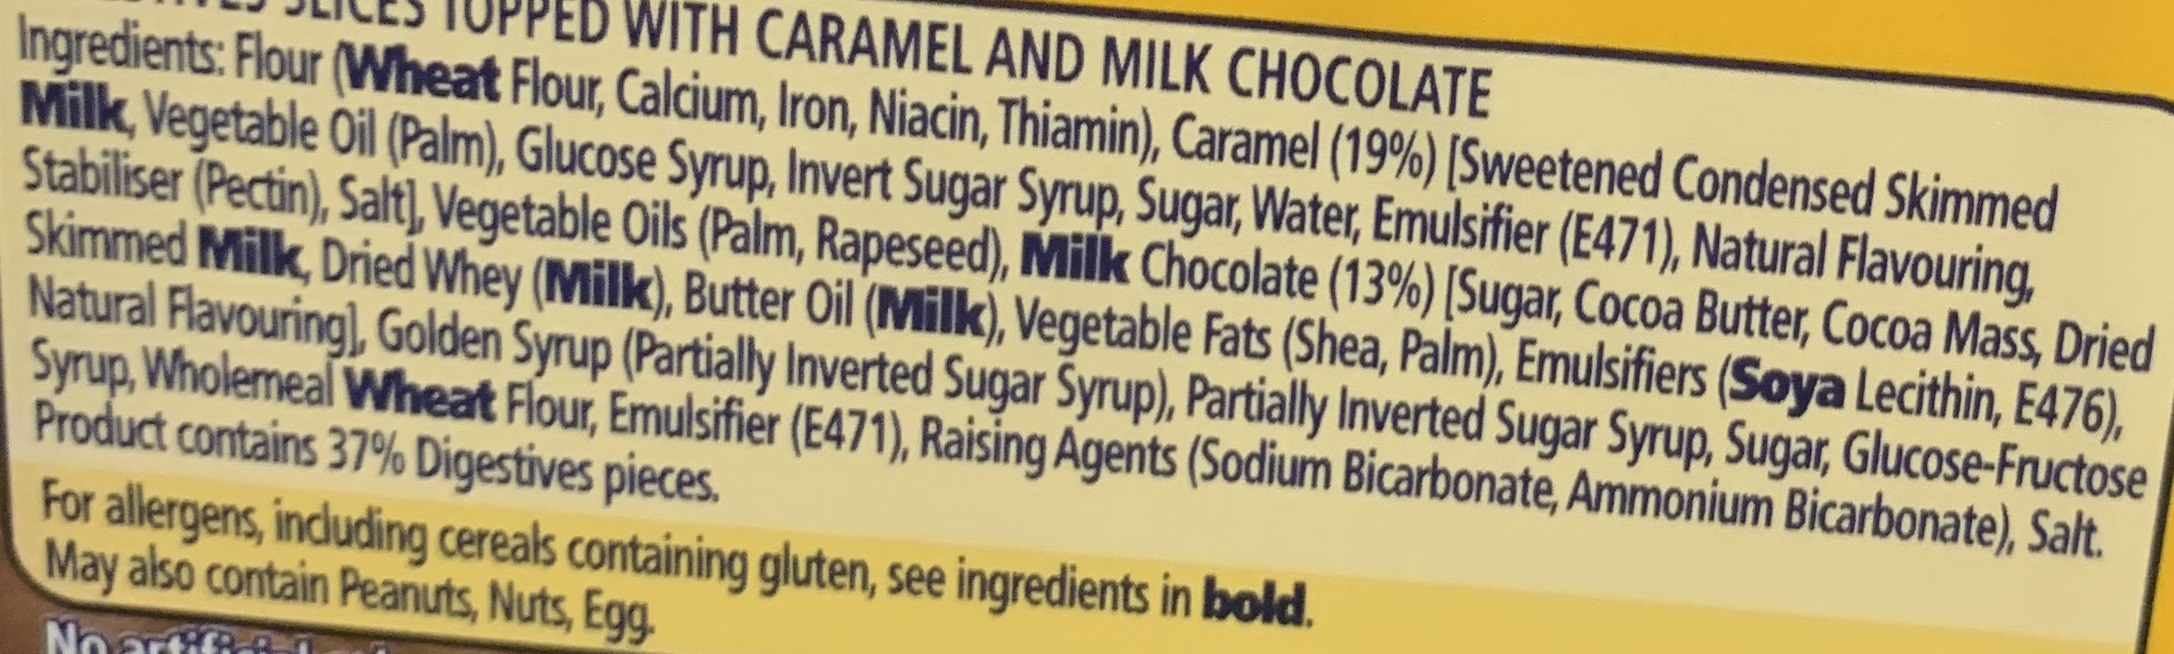 SLICES TOPPED WITH CARAMEL AND MILK CHOCOLATE
Ingredients: Flour (Wheat Flour, Calcium, Iron, Niacin, Thiamin), Caramel (19%) [Sweetened Condensed Skimmed
Milk, Vegetable Oil (Palm), Glucose Syrup, Invert Sugar Syrup, Sugar, Water, Emulsifier (E471), Natural Flavouring,
Stabiliser (Pectin), Salt], Vegetable Oils (Palm, Rapeseed), Milk Chocolate (13%) [Sugar, Cocoa Butter, Cocoa Mass, Dried
Skimmed Milk, Dried Whey (Milk), Butter Oil (Milk), Vegetable Fats (Shea, Palm), Emulsifiers (Soya Lecithin, E476),
Natural Flavouring], Golden Syrup (Partially Inverted Sugar Syrup), Partially Inverted Sugar Syrup, Sugar, Glucose-Fructose
Syrup, Wholemeal Wheat Flour, Emulsifier (E471), Raising Agents (Sodium Bicarbonate, Ammonium Bicarbonate), Salt.
Product contains 37% Digestives pieces.
For allergens, including cereals containing gluten, see ingredients in bold.
May also contain Peanuts, Nuts, Egg.
No